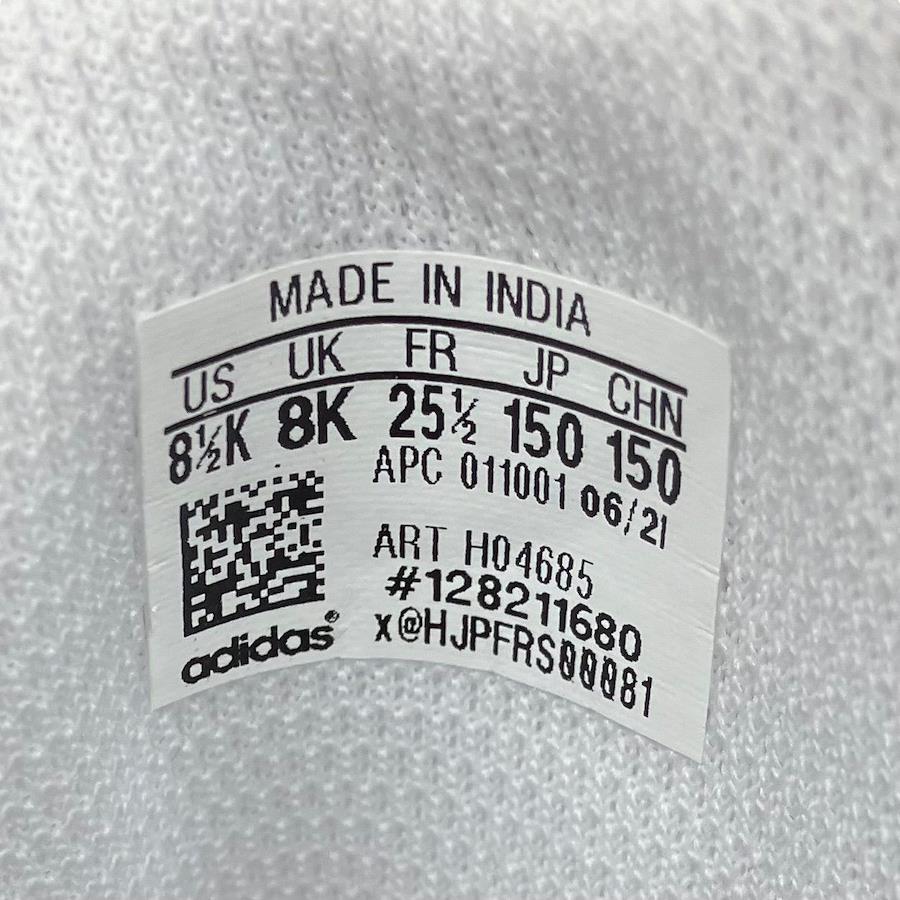 MADE IN INDIA
US UK FR JP CHN
8½K 8K 25½ 150 150
APC 011001 06/21
ART H04685
#128211680
x@HJPFRS00081
adidas®